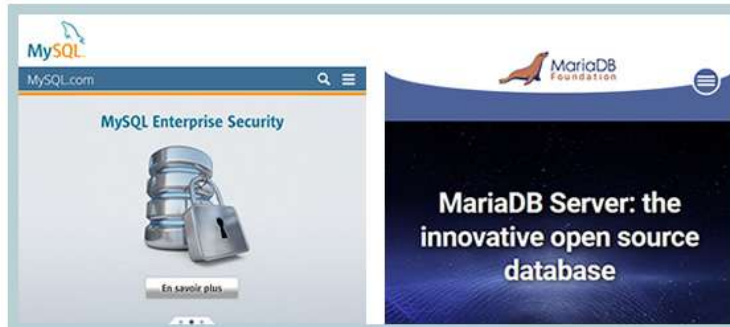 MySQL
MySQL.com
MySQL Enterprise Security
En savoir plus
MariaDB
Foundation
MariaDB Server: the
innovative open source
database